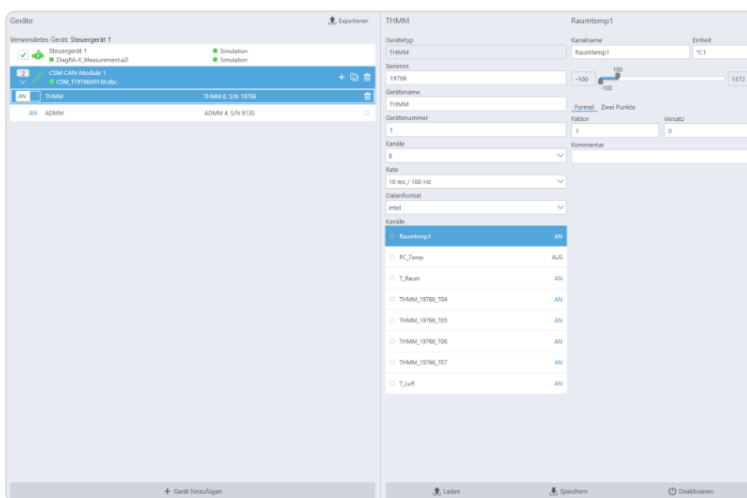 Geräte
Exportieren
Verwendetes Gerät: Steuergerät 1
Steuergerät 1
Simulation
DiagRA-X_Measurement.a2l
Simulation
2
CSM CAN-Module 1
CSM_T19766A9130.dbc
AN THMM THMM 8, S/N 19766
AN ADMM ADMM 4, S/N 9130
+ Gerät hinzufügen
THMM
Gerätetyp
THMM
Seriennr.
19766
Gerätename
THMM
Gerätenummer
1
Kanäle
8
Rate
10 ms / 100 Hz
Datenformat
intel
Kanäle
Raumtemp1 AN
PC_Temp AUS
T_Raum AN
THMM_19766_T04 AN
THMM_19766_T05 AN
THMM_19766_T06 AN
THMM_19766_T07 AN
T_Luft AN
Laden
Speichern
Deaktivieren
Raumtemp1
Kanalname Einheit
Raumtemp1 °C1
100
-100 1372
-100
Formel Zwei Punkte
Faktor Versatz
1 0
Kommentar